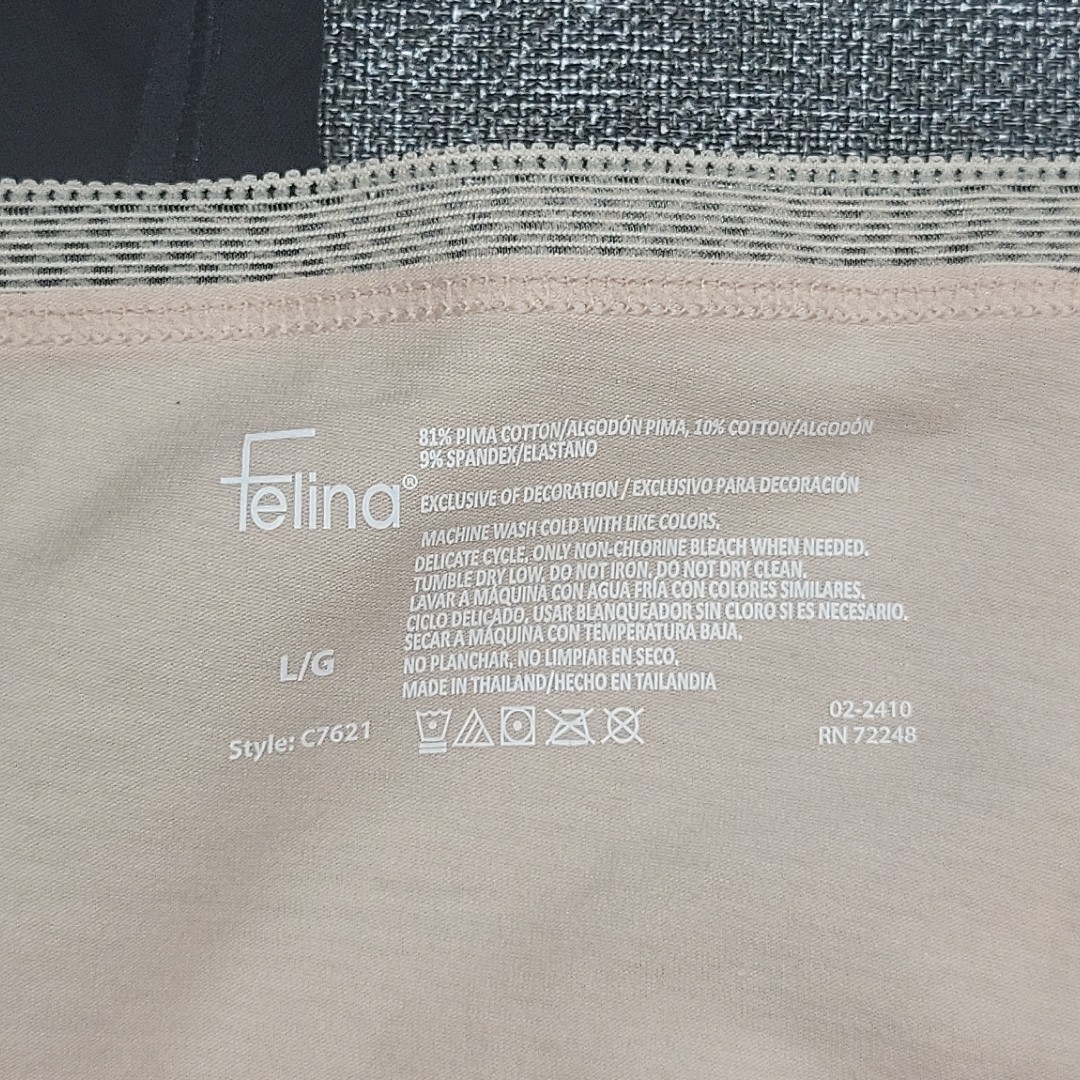 Felina®
81% PIMA COTTON/ALGODÓN PIMA, 10% COTTON/ALGODÓN
9% SPANDEX/ELASTANO
EXCLUSIVE OF DECORATION / EXCLUSIVO PARA DECORACIÓN
MACHINE WASH COLD WITH LIKE COLORS.
DELICATE CYCLE, ONLY NON-CHLORINE BLEACH WHEN NEEDED.
TUMBLE DRY LOW, DO NOT IRON, DO NOT DRY CLEAN.
LAVAR A MÁQUINA CON AGUA FRÍA CON COLORES SIMILARES.
CICLO DELICADO, USAR BLANQUEADOR SIN CLORO SI ES NECESARIO.
SECAR A MÁQUINA CON TEMPERATURA BAJA.
NO PLANCHAR. NO LIMPIAR EN SECO.
MADE IN THAILAND/HECHO EN TAILANDIA
L/G
Style: C7621
02-2410
RN 72248